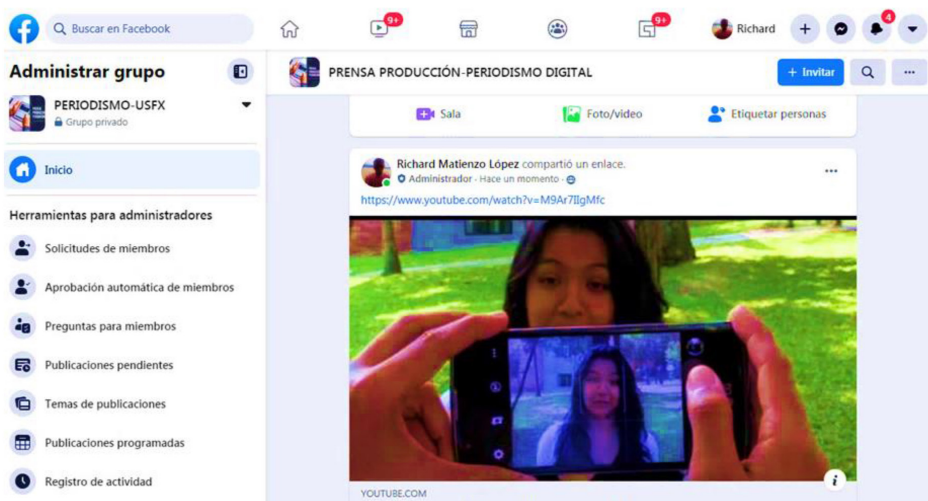 Buscar en Facebook
9+
9+
Richard
4
Administrar grupo
PERIODISMO-USFX
Grupo privado
Inicio
Herramientas para administradores
Solicitudes de miembros
Aprobación automática de miembros
Preguntas para miembros
Publicaciones pendientes
Temas de publicaciones
Publicaciones programadas
Registro de actividad
PRENSA PRODUCCIÓN-PERIODISMO DIGITAL
+ Invitar
Sala
Foto/video
Etiquetar personas
Richard Matienzo López compartió un enlace.
Administrador · Hace un momento ·
https://www.youtube.com/watch?v=M9Ar7IIgMfc
YOUTUBE.COM